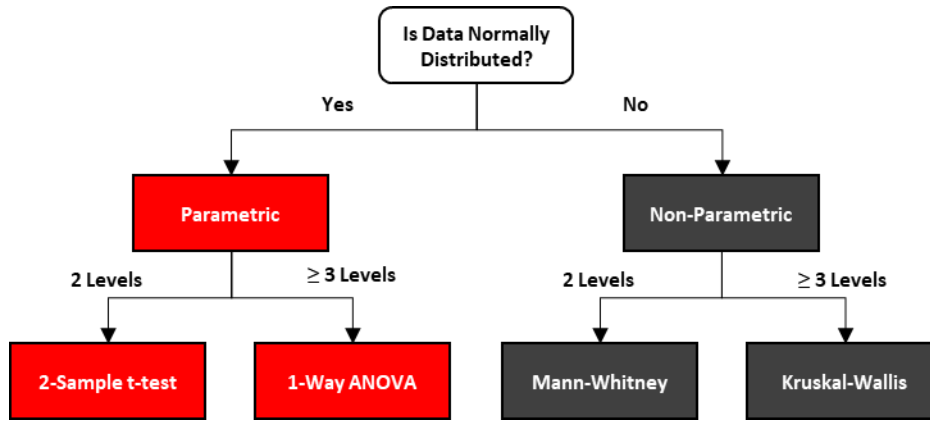 Is Data Normally
Distributed?
Yes
No
Parametric
Non-Parametric
2 Levels
≥ 3 Levels
2 Levels
≥ 3 Levels
2-Sample t-test
1-Way ANOVA
Mann-Whitney
Kruskal-Wallis